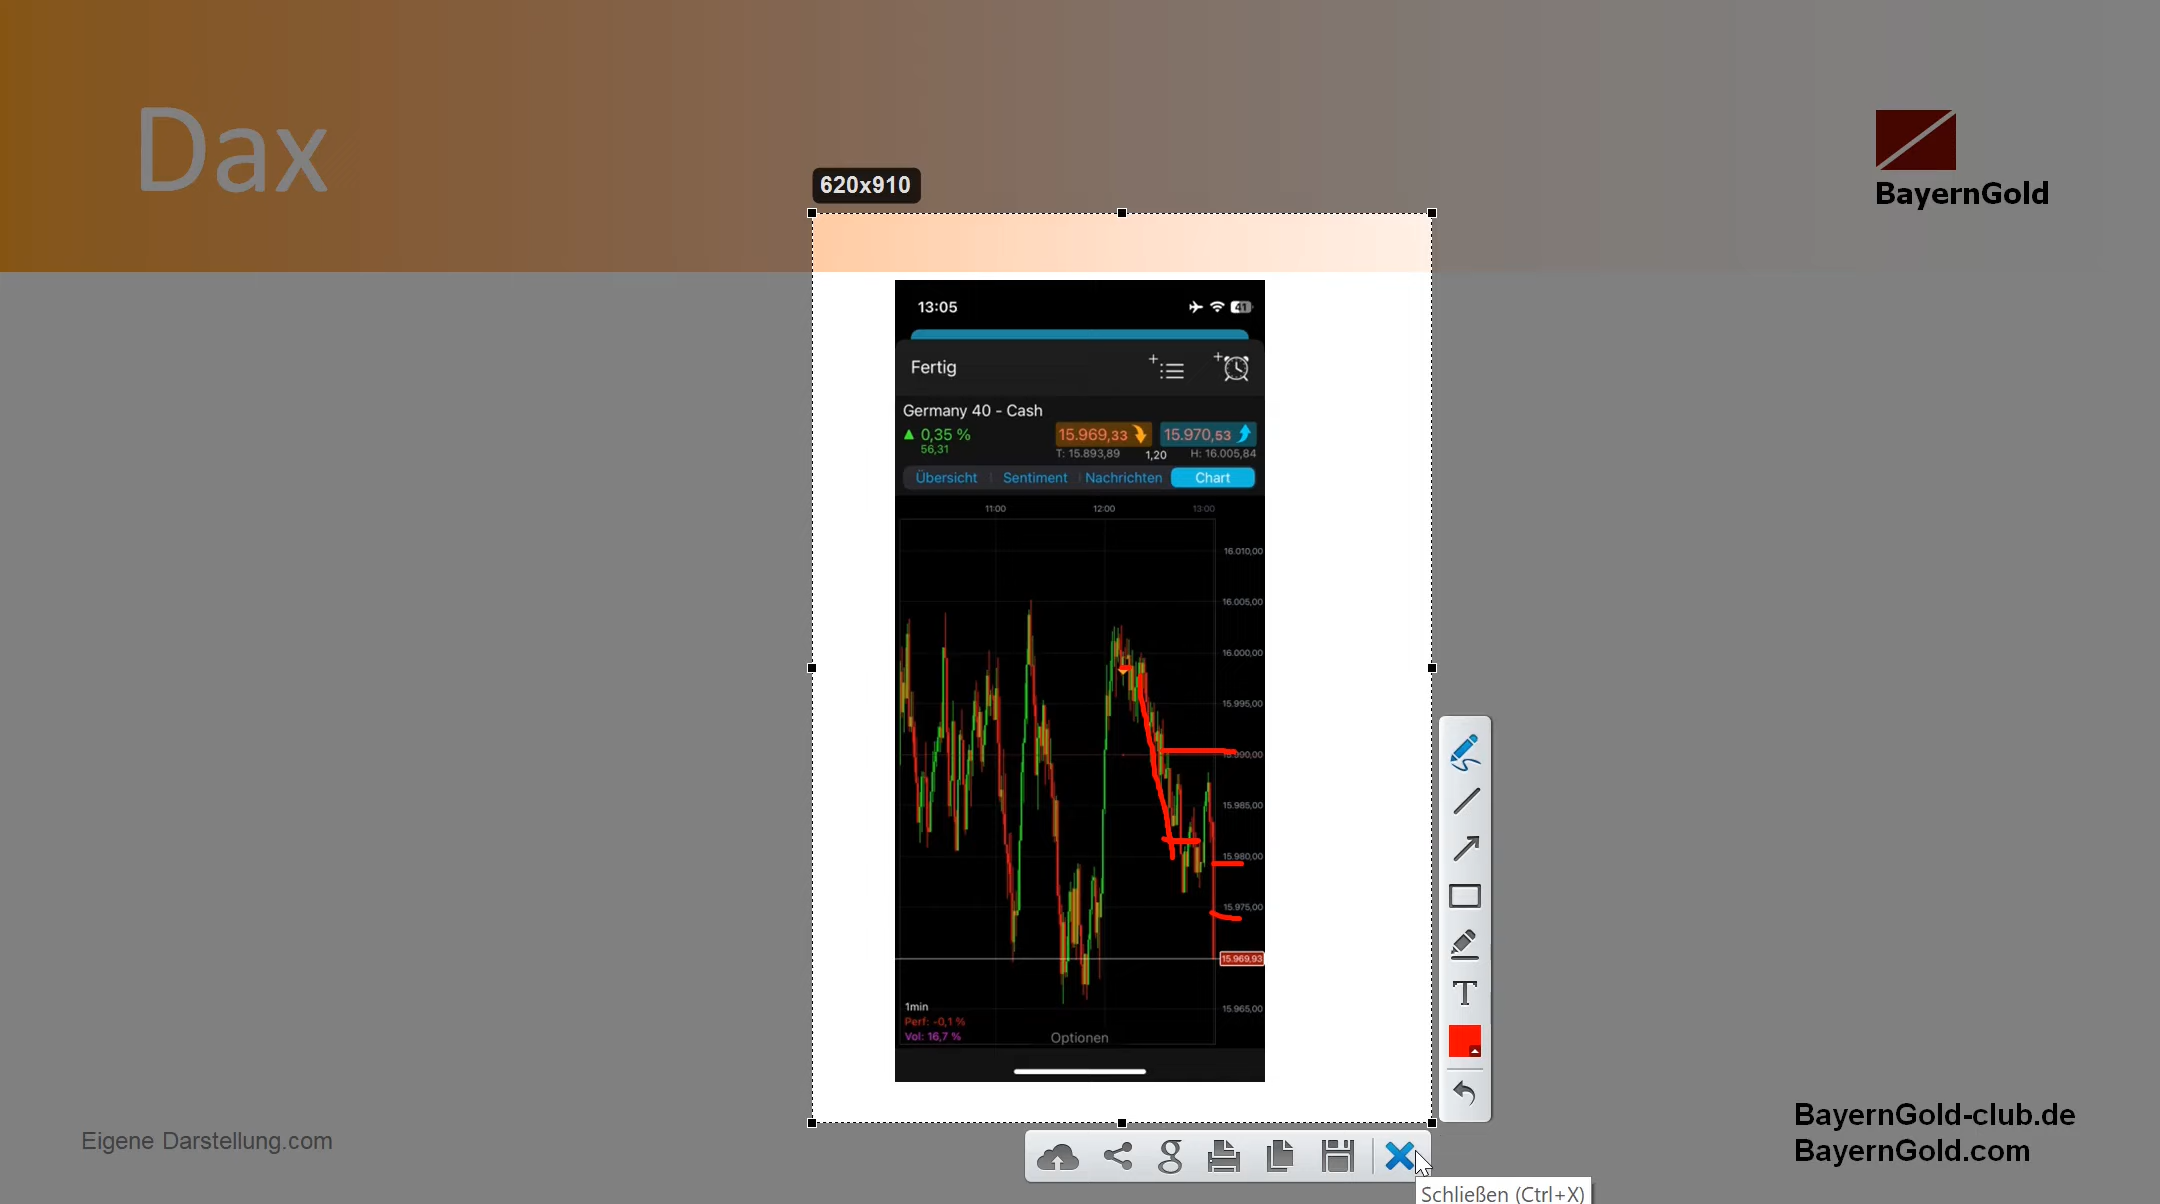 Dax
BayernGold
620x910
13:05
41
Fertig
Germany 40 - Cash
0,35 %
56,31
15.969,33
15.970,53
T: 15.893,89
1,20
H: 16.005,84
Übersicht
Sentiment
Nachrichten
Chart
11:00
12:00
13:00
16.010,00
16.005,00
16.000,00
15.995,00
15.990,00
15.985,00
15.980,00
15.975,00
15.969,93
15.965,00
1min
Perf: -0,1 %
Vol: 16,7 %
Optionen
T
g
Schließen (Ctrl+X)
Eigene Darstellung.com
BayernGold-club.de
BayernGold.com